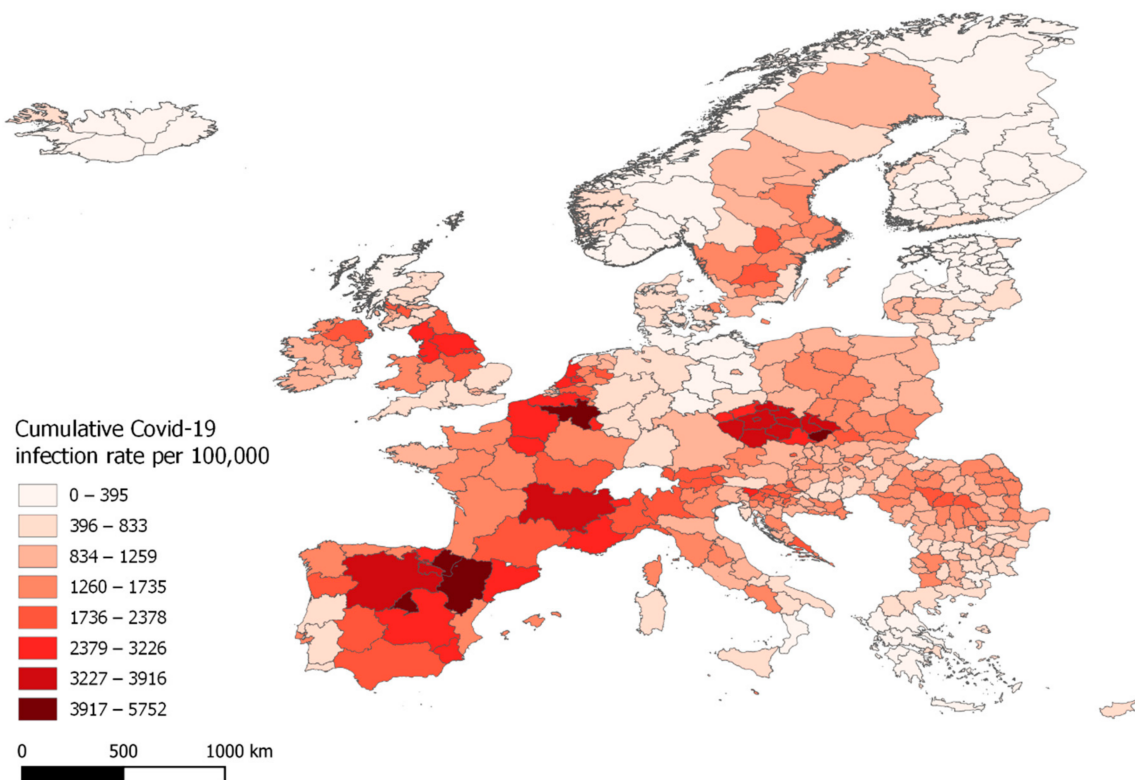 Cumulative Covid-19
infection rate per 100,000
0 – 395
396 – 833
834 – 1259
1260 – 1735
1736 – 2378
2379 – 3226
3227 – 3916
3917 – 5752
0 500 1000 km